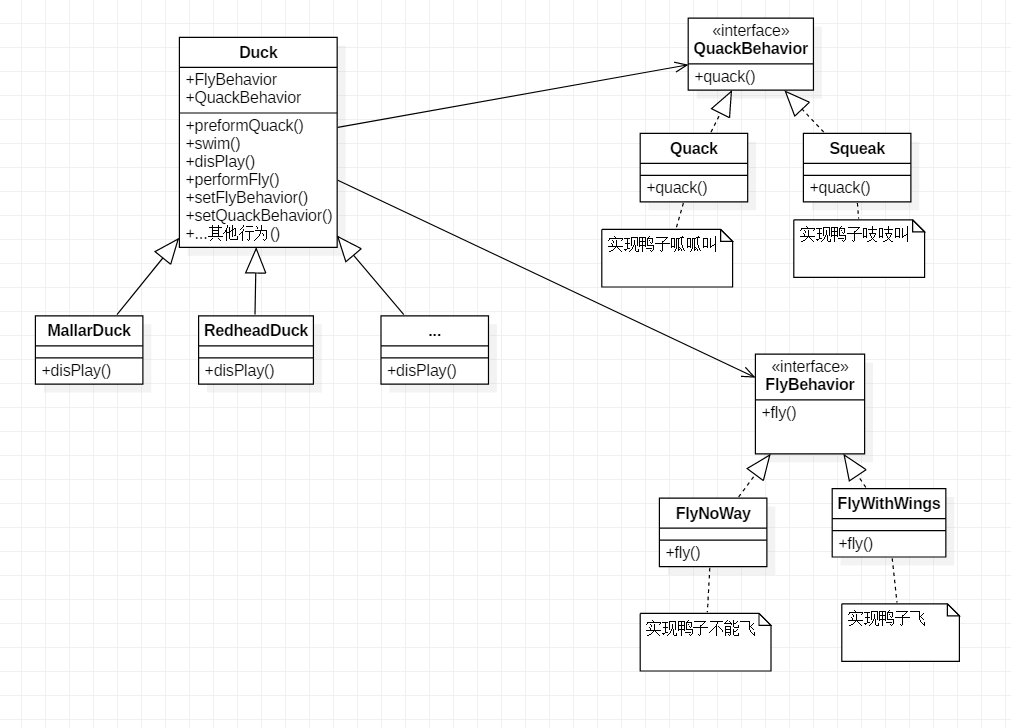 Duck
+FlyBehavior
+QuackBehavior
+preformQuack()
+swim()
+disPlay()
+performFly()
+setFlyBehavior()
+setQuackBehavior()
+...其他行为()
«interface»
QuackBehavior
+quack()
Quack
+quack()
Squeak
+quack()
实现鸭子呱呱叫
实现鸭子吱吱叫
MallarDuck
+disPlay()
RedheadDuck
+disPlay()
...
+disPlay()
«interface»
FlyBehavior
+fly()
FlyNoWay
+fly()
FlyWithWings
+fly()
实现鸭子不能飞
实现鸭子飞